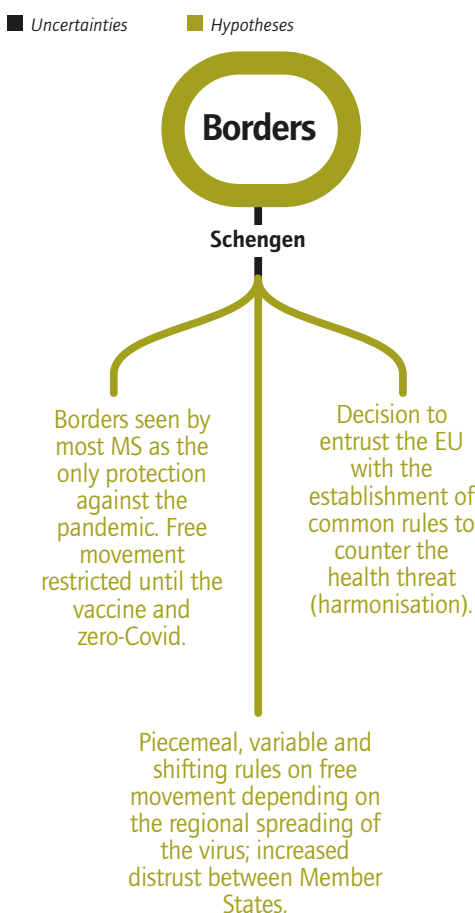 Uncertainties Hypotheses
Borders
Schengen
Borders seen by
most MS as the
only protection
against the
pandemic. Free
movement
restricted until the
vaccine and
zero-Covid.
Decision to
entrust the EU
with the
establishment of
common rules to
counter the
health threat
(harmonisation).
Piecemeal, variable and
shifting rules on free
movement depending on
the regional spreading of
the virus; increased
distrust between Member
States.